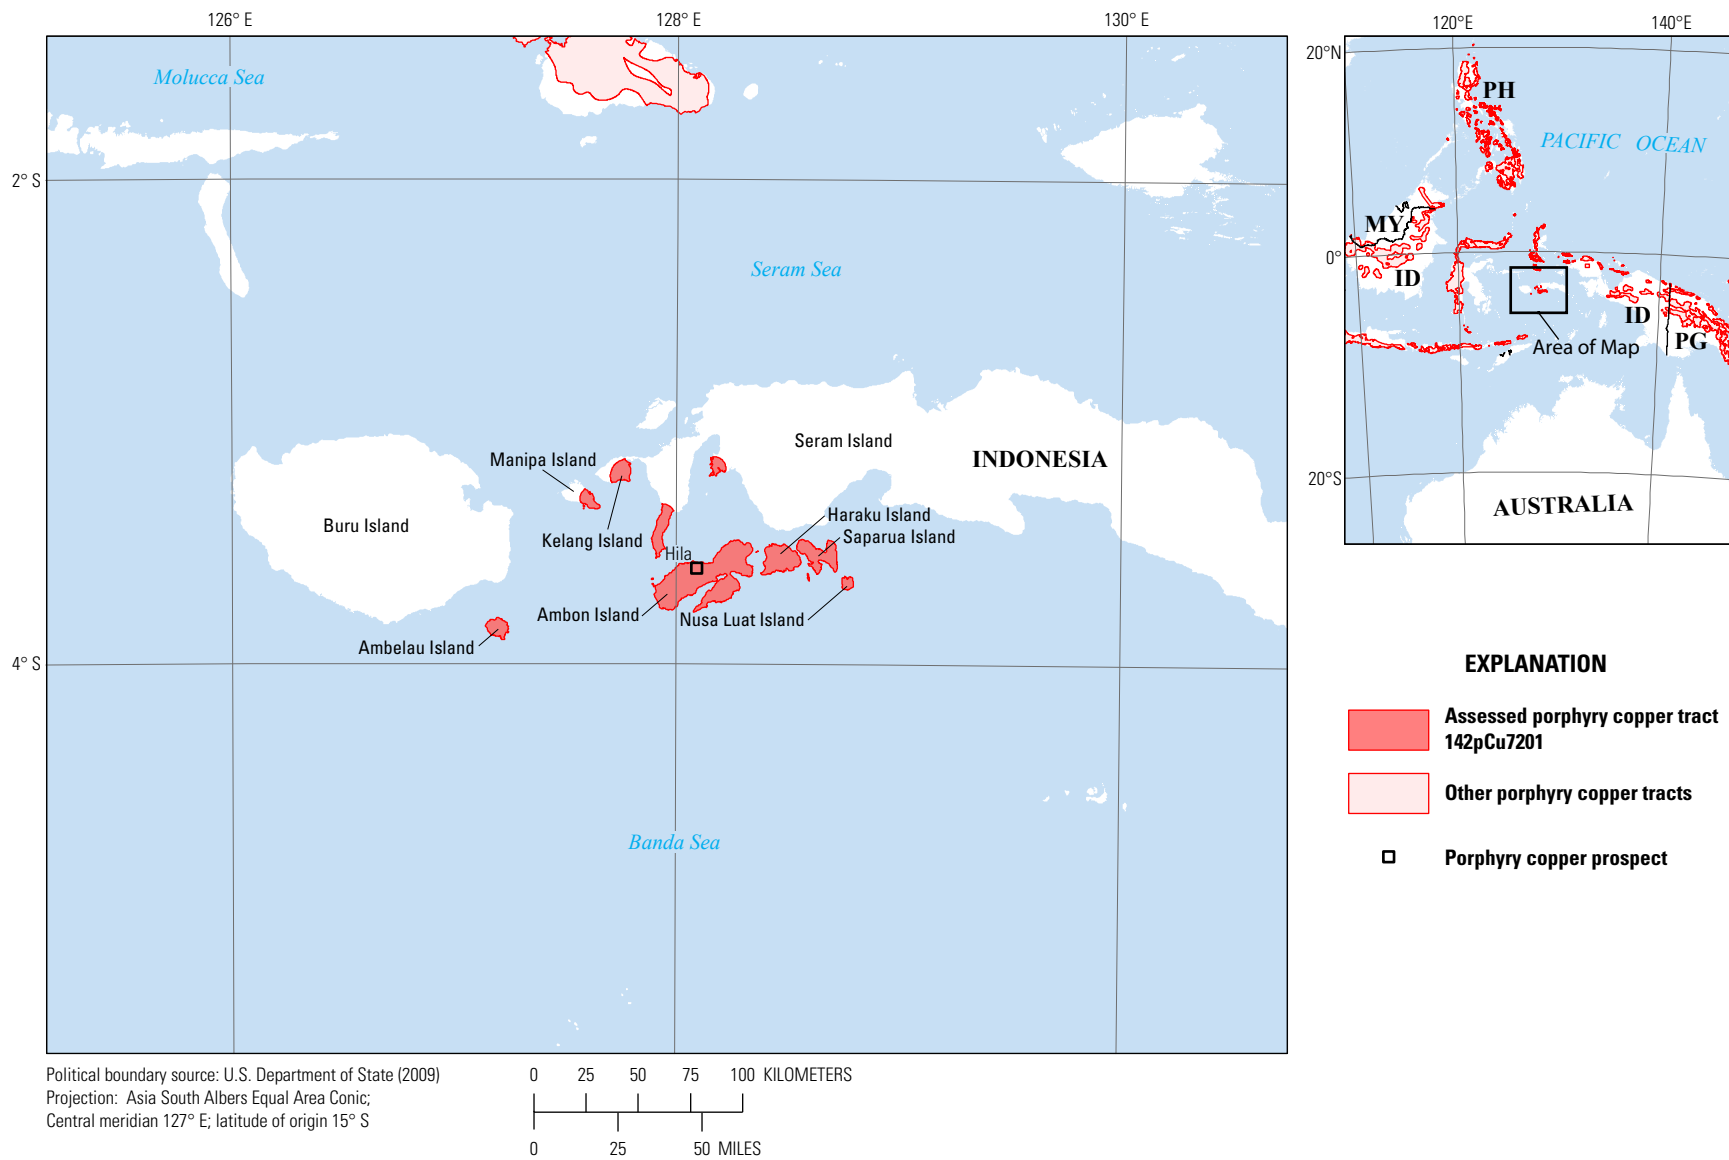 126° E
128° E
130° E
Molucca Sea
2° S
Seram Sea
Seram Island
INDONESIA
Manipa Island
Buru Island
Haraku Island
Kelang Island
Saparua Island
Hila
Ambon Island
Nusa Luat Island
Ambelau Island
4° S
Banda Sea
120°E
140°E
20°N
PH
PACIFIC OCEAN
MY
0°
ID
ID
PG
Area of Map
20°S
AUSTRALIA
EXPLANATION
Assessed porphyry copper tract
142pCu7201
Other porphyry copper tracts
Porphyry copper prospect
Political boundary source: U.S. Department of State (2009)
Projection: Asia South Albers Equal Area Conic;
Central meridian 127° E; latitude of origin 15° S
0 25 50 75 100 KILOMETERS
0 25 50 MILES